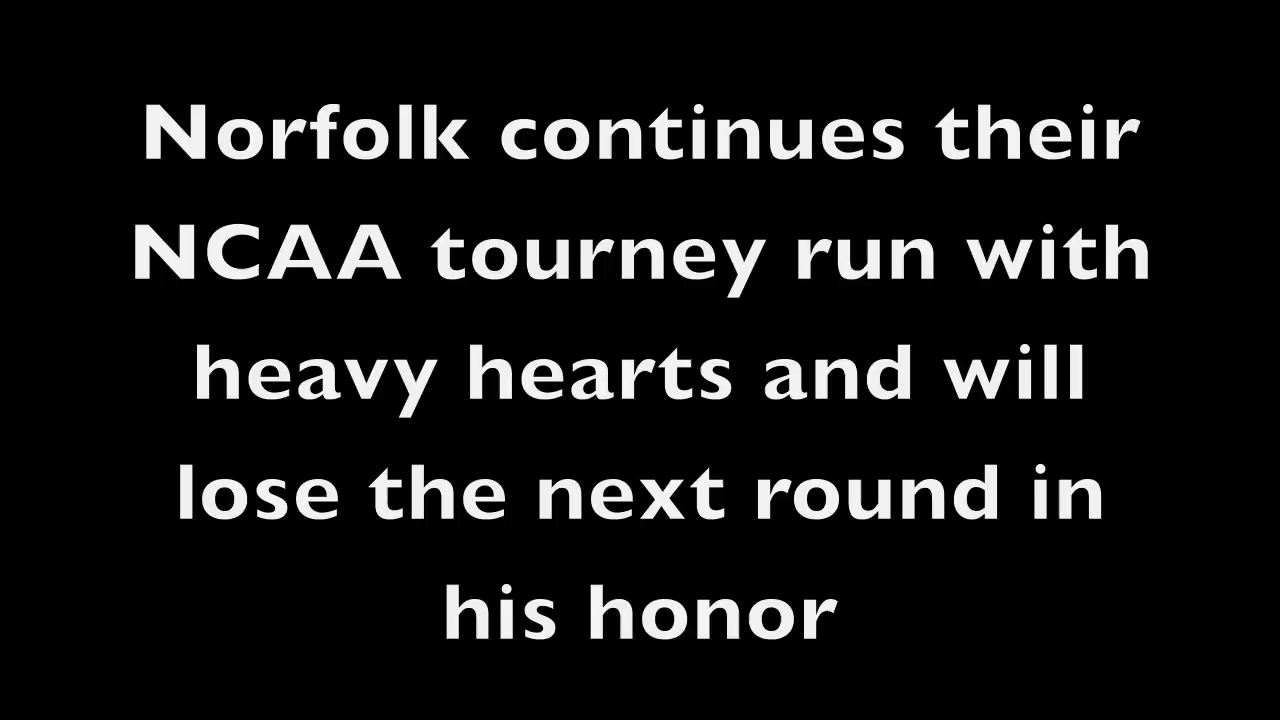 Norfolk continues their
NCAA tourney run with
heavy hearts and will
lose the next round in
his honor